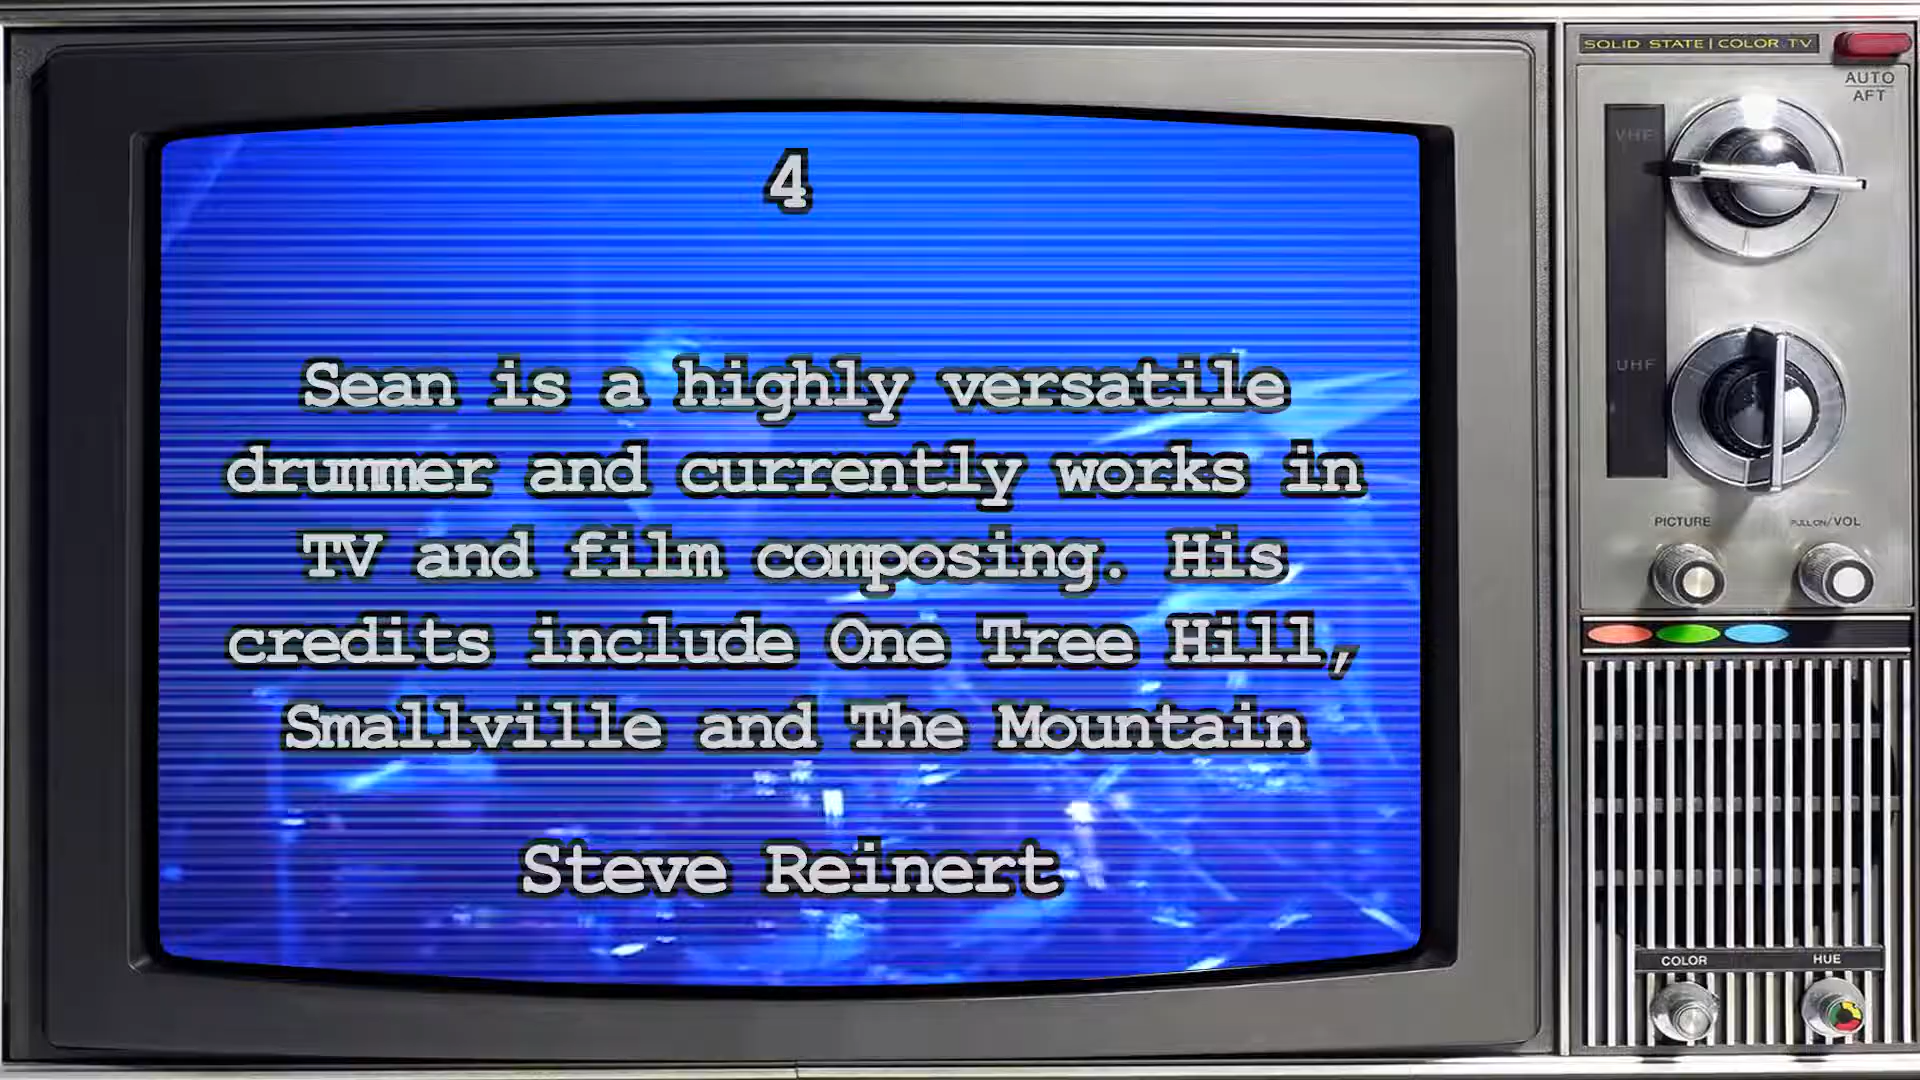 4
Sean is a highly versatile
drummer and currently works in
TV and film composing. His
credits include One Tree Hill,
Smallville and The Mountain
Steve Reinert
SOLID STATE | COLOR TV
AUTO
AFT
VHF
UHF
PICTURE
PULL ON/VOL
COLOR
HUE